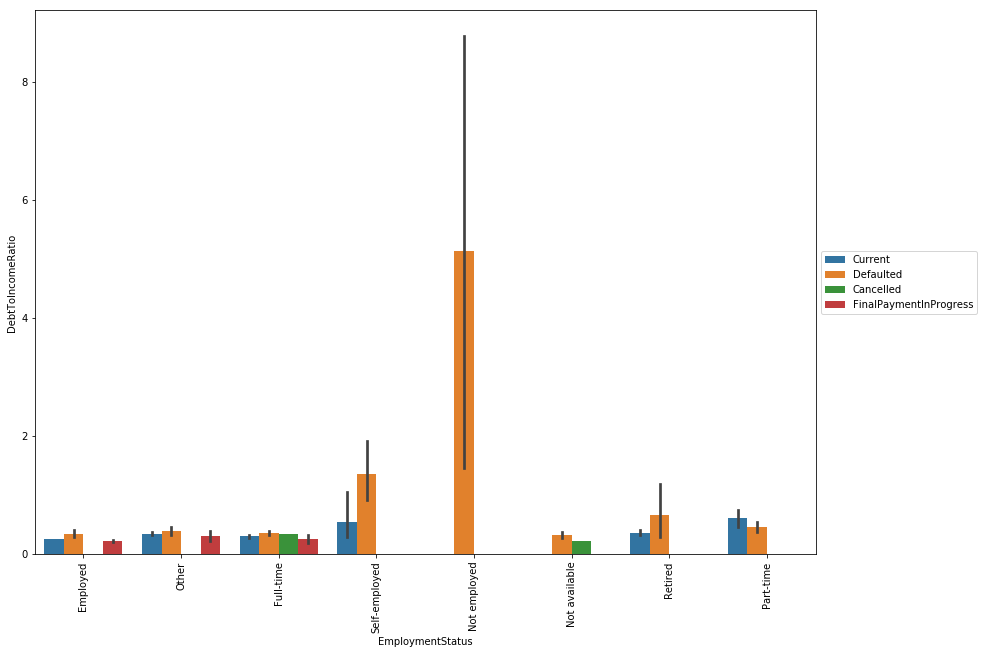 DebtToIncomeRatio
8
6
4
2
0
Employed
Other
Full-time
Self-employed
Not employed
Not available
Retired
Part-time
EmploymentStatus
Current
Defaulted
Cancelled
FinalPaymentInProgress